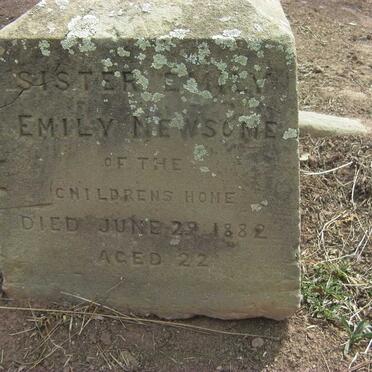 SISTER EMILY
EMILY NEWSOME
OF THE
CHILDRENS HOME
DIED JUNE 29 1882
AGED 22